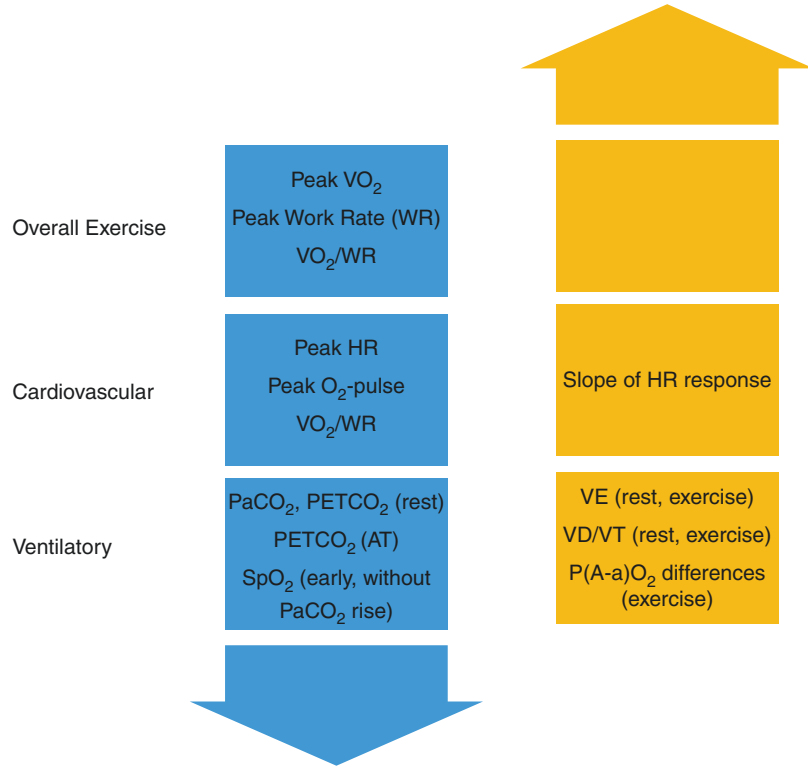 Overall Exercise
Peak VO₂
Peak Work Rate (WR)
VO₂/WR
Cardiovascular
Peak HR
Peak O₂-pulse
VO₂/WR
Slope of HR response
Ventilatory
PaCO₂, PETCO₂ (rest)
PETCO₂ (AT)
SpO₂ (early, without
PaCO₂ rise)
VE (rest, exercise)
VD/VT (rest, exercise)
P(A-a)O₂ differences
(exercise)